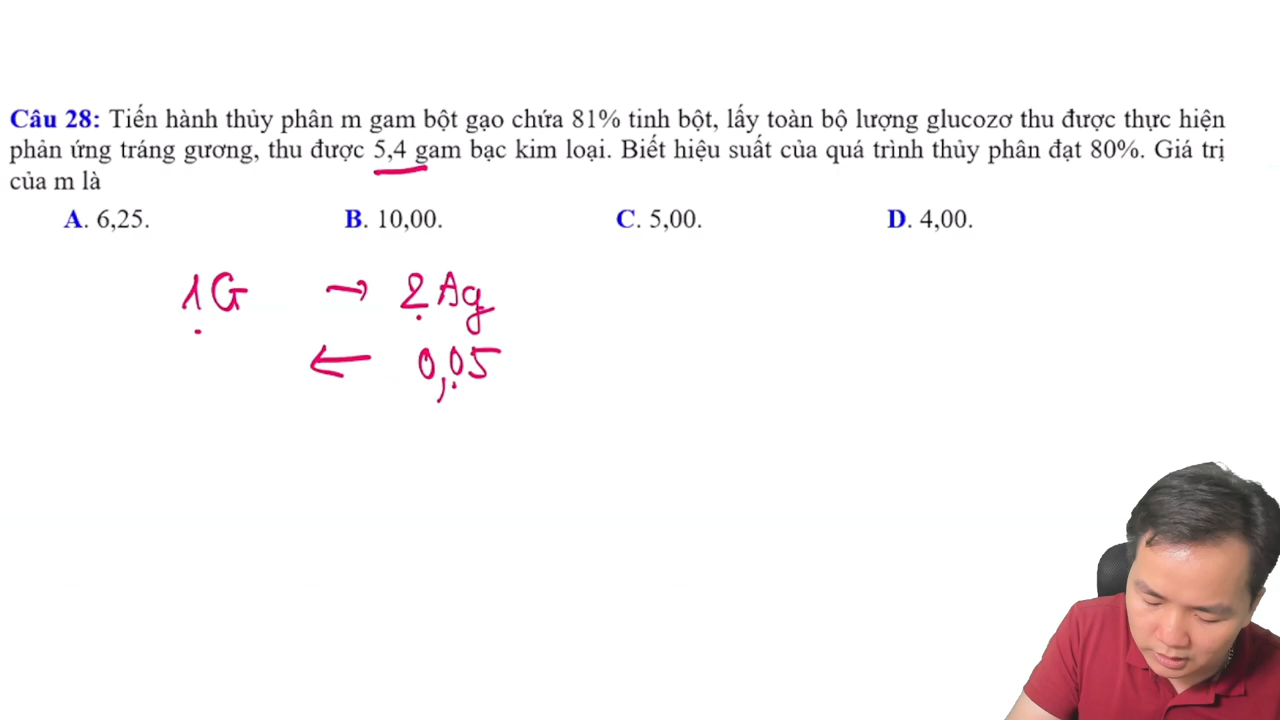 Câu 28: Tiến hành thủy phân m gam bột gạo chứa 81% tinh bột, lấy toàn bộ lượng glucozơ thu được thực hiện
phản ứng tráng gương, thu được 5,4 gam bạc kim loại. Biết hiệu suất của quá trình thủy phân đạt 80%. Giá trị
của m là
A. 6,25. B. 10,00. C. 5,00. D. 4,00.
1G → 2Ag
← 0,05